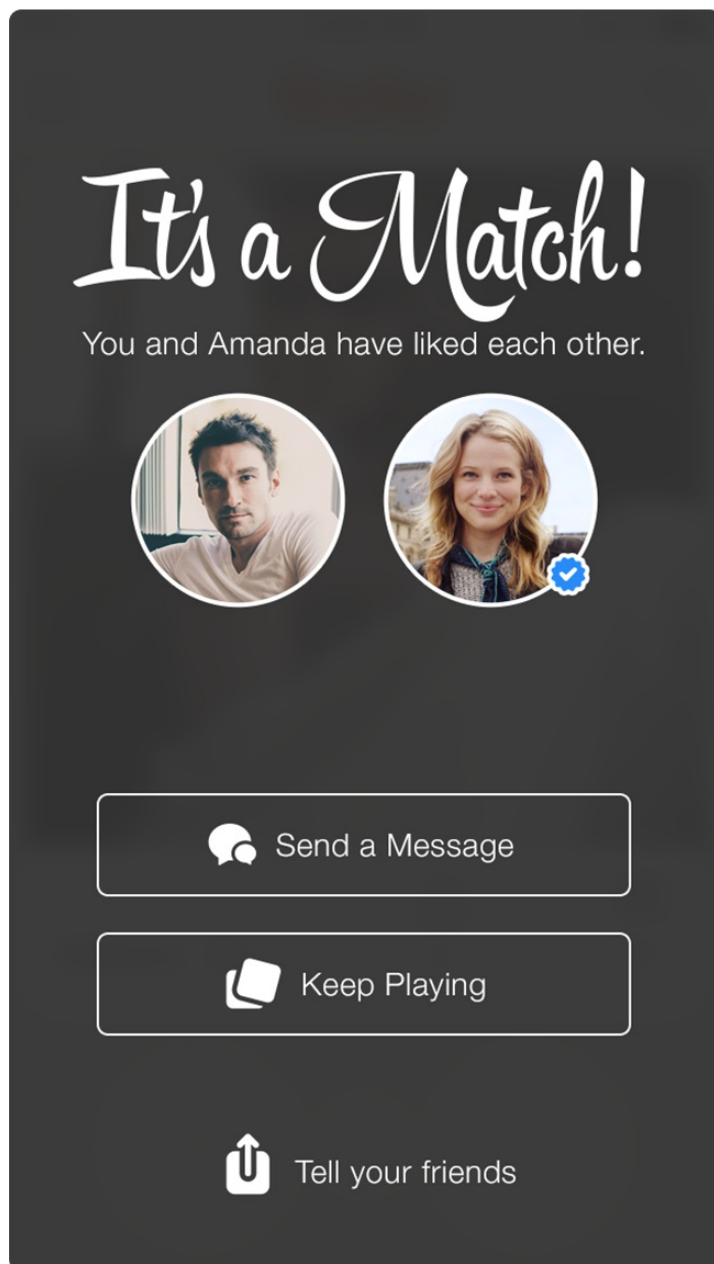 It's a Match!
You and Amanda have liked each other.
Send a Message
Keep Playing
Tell your friends